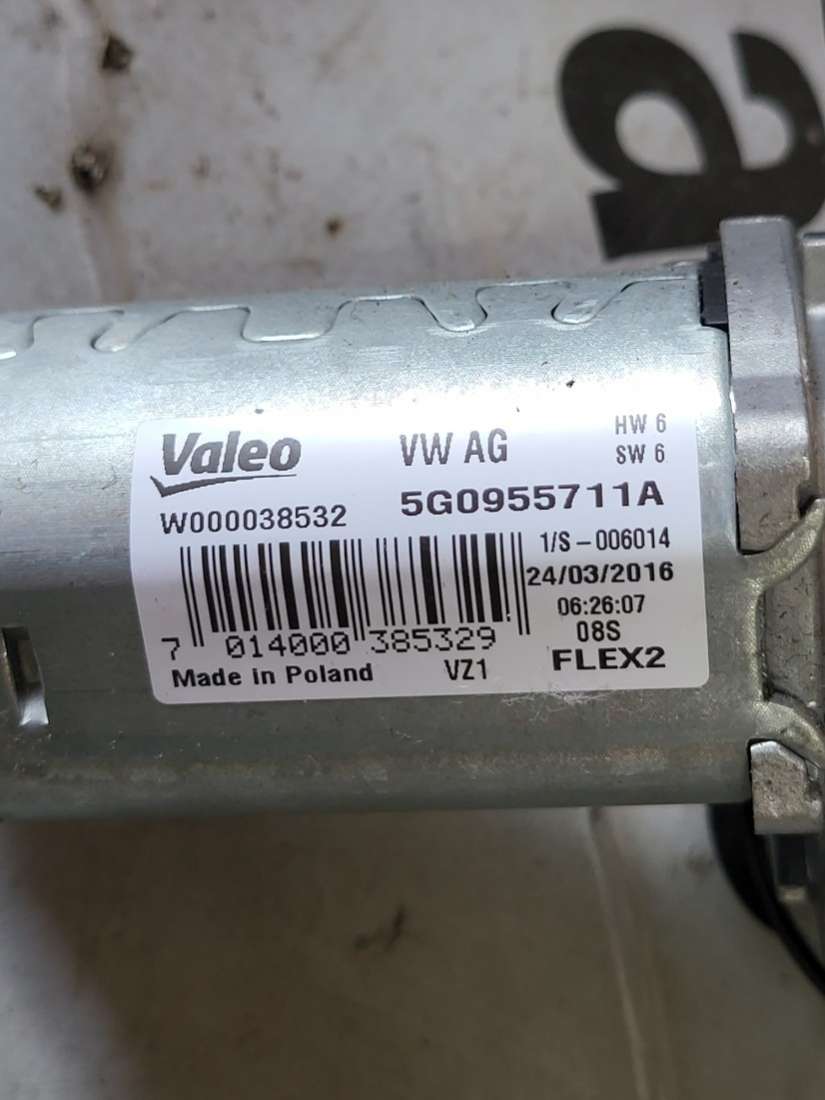 a
Valeo
VW AG
HW 6
SW 6
W000038532
5G0955711A
1/S-006014
24/03/2016
06:26:07
08S
7 014000 385329
Made in Poland
VZ1
FLEX2